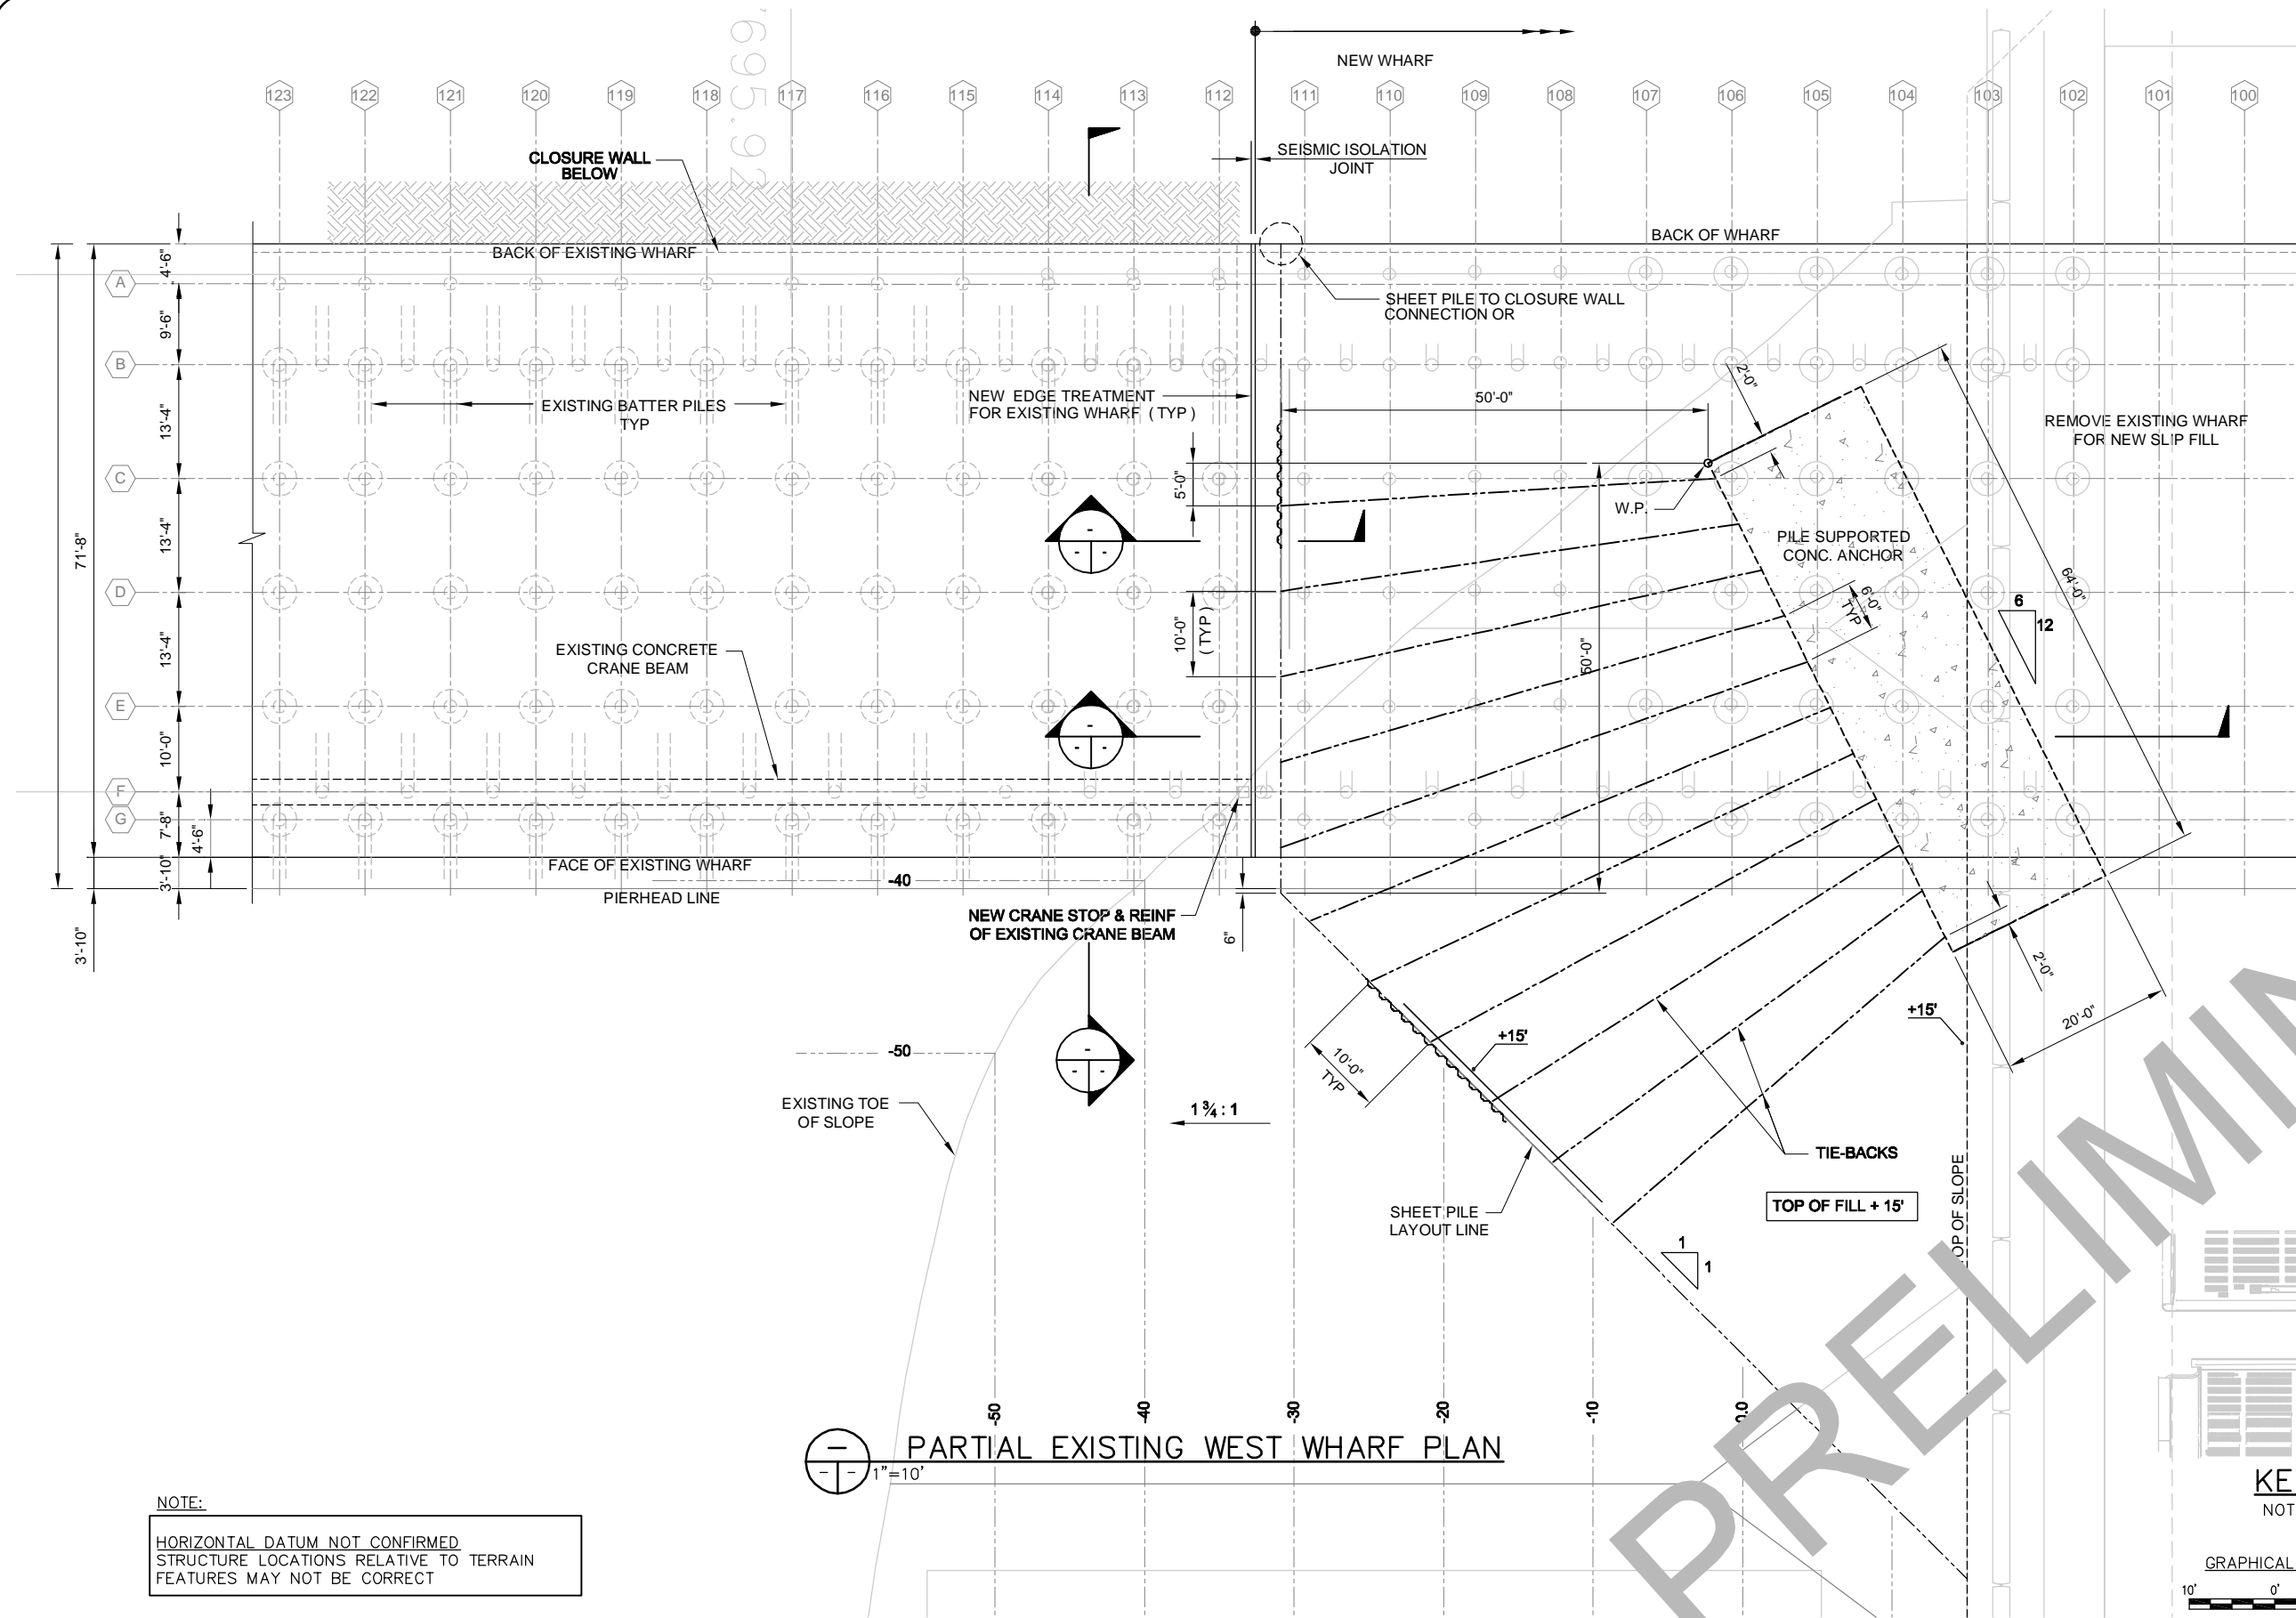 665.92
NEW WHARF
123
122
121
120
119
118
117
116
115
114
113
112
111
110
109
108
107
106
105
104
103
102
101
100
CLOSURE WALL
BELOW
SEISMIC ISOLATION
JOINT
BACK OF EXISTING WHARF
BACK OF WHARF
4'-6"
A
9'-6"
SHEET PILE TO CLOSURE WALL
CONNECTION OR
B
13'-4"
EXISTING BATTER PILES
TYP
NEW EDGE TREATMENT
FOR EXISTING WHARF (TYP)
50'-0"
2'-0"
REMOVE EXISTING WHARF
FOR NEW SLIP FILL
C
5'-0"
W.P.
71'-8"
13'-4"
PILE SUPPORTED
CONC. ANCHOR
-
- -
D
13'-4"
10'-0"
(TYP)
6'-0"
TYP
64'-0"
6
12
EXISTING CONCRETE
CRANE BEAM
50'-0"
E
10'-0"
-
- -
F
G
7'-8"
4'-6"
FACE OF EXISTING WHARF
3'-10"
-40
PIERHEAD LINE
3'-10"
NEW CRANE STOP & REINF
OF EXISTING CRANE BEAM
6"
2'-0"
20'-0"
+15'
+15'
10'-0"
TYP
-50
-
- -
EXISTING TOE
OF SLOPE
1 ¾ : 1
TIE-BACKS
TOP OF FILL + 15'
SHEET PILE
LAYOUT LINE
OP OF SLOPE
1
1
-50
-40
-30
-20
-10
0.0
-
- -
PARTIAL EXISTING WEST WHARF PLAN
1"=10'
PRELIMI
NOTE:
HORIZONTAL DATUM NOT CONFIRMED
STRUCTURE LOCATIONS RELATIVE TO TERRAIN
FEATURES MAY NOT BE CORRECT
KE
NOT
GRAPHICAL
10'
0'